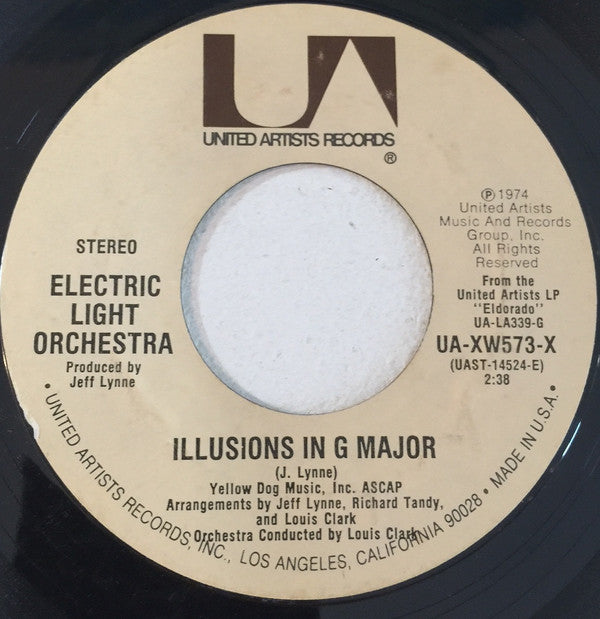 UA
UNITED ARTISTS RECORDS
®
℗ 1974
United Artists
Music And Records
Group, Inc.
All Rights
Reserved
STEREO
ELECTRIC
LIGHT
ORCHESTRA
Produced by
Jeff Lynne
From the
United Artists LP
"Eldorado"
UA-LA339-G
UA-XW573-X
(UAST-14524-E)
2:38
ILLUSIONS IN G MAJOR
(J. Lynne)
Yellow Dog Music, Inc. ASCAP
Arrangements by Jeff Lynne, Richard Tandy,
and Louis Clark
Orchestra Conducted by Louis Clark
• UNITED ARTISTS RECORDS, INC., LOS ANGELES, CALIFORNIA 90028 • MADE IN U.S.A. •